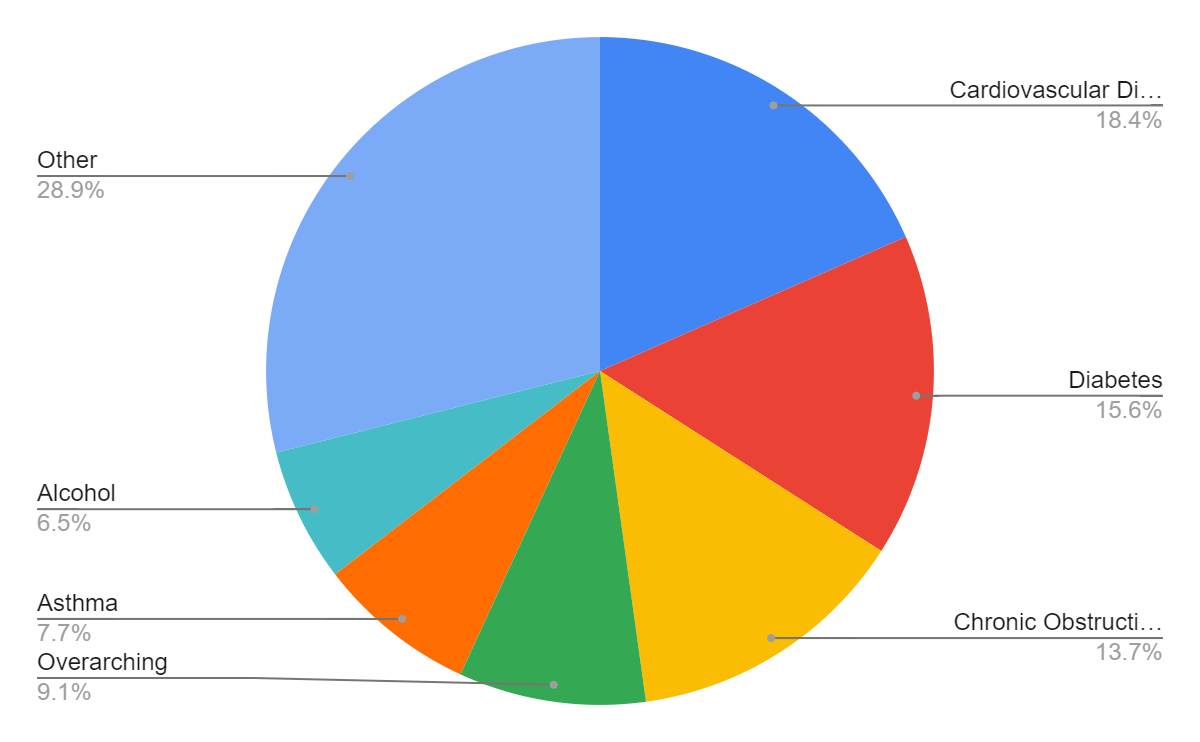 Cardiovascular Di…
18.4%
Other
28.9%
Diabetes
15.6%
Alcohol
6.5%
Asthma
7.7%
Chronic Obstructi…
13.7%
Overarching
9.1%